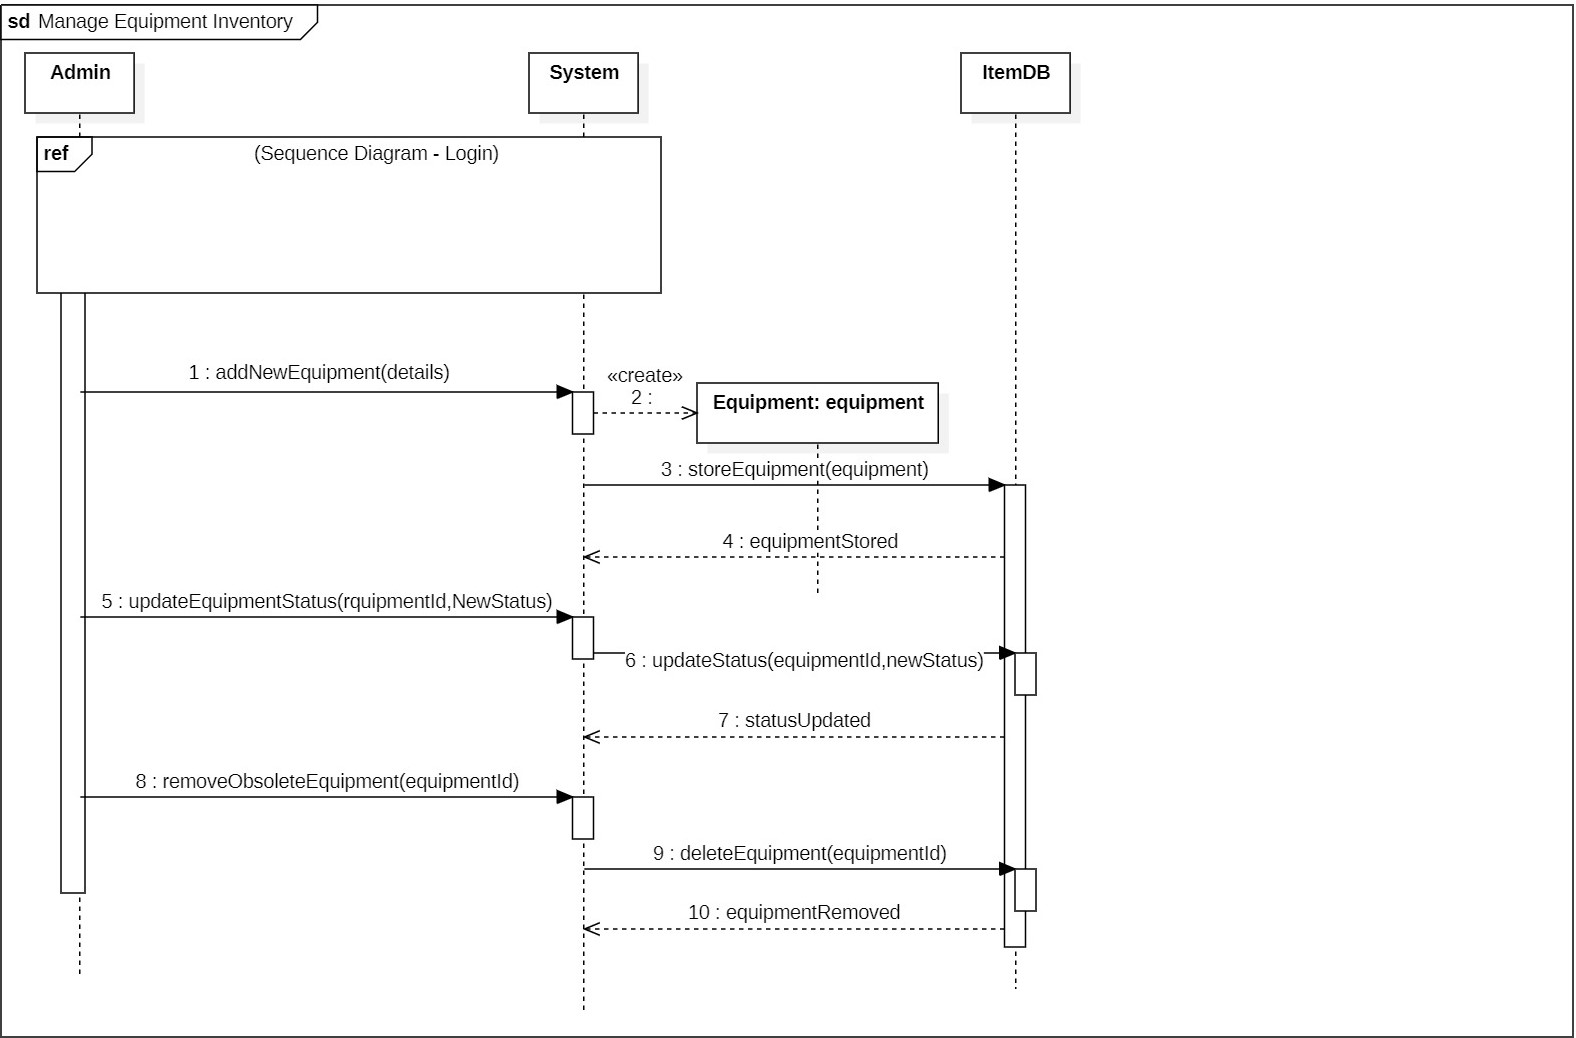 sd Manage Equipment Inventory
Admin
System
ItemDB
ref
(Sequence Diagram - Login)
1 : addNewEquipment(details)
«create»
2 :
Equipment: equipment
3 : storeEquipment(equipment)
4 : equipmentStored
5 : updateEquipmentStatus(rquipmentId,NewStatus)
6 : updateStatus(equipmentId,newStatus)
7 : statusUpdated
8 : removeObsoleteEquipment(equipmentId)
9 : deleteEquipment(equipmentId)
10 : equipmentRemoved